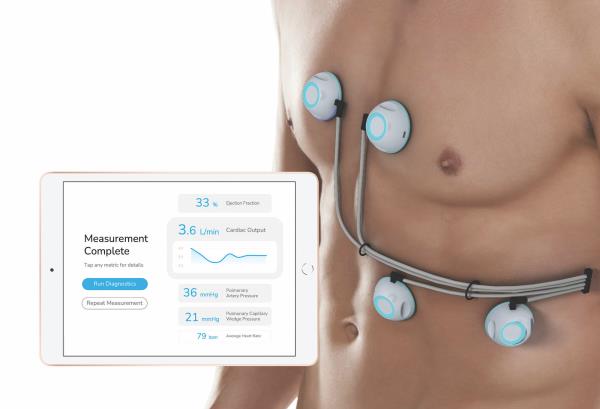 33 % Ejection Fraction
3.6 L/min Cardiac Output
Measurement
Complete
Tap any metric for details
Run Diagnostics
Repeat Measurement
36 mmHg Pulmonary
Artery Pressure
21 mmHg Pulmonary Capillary
Wedge Pressure
79 bpm Average Heart Rate